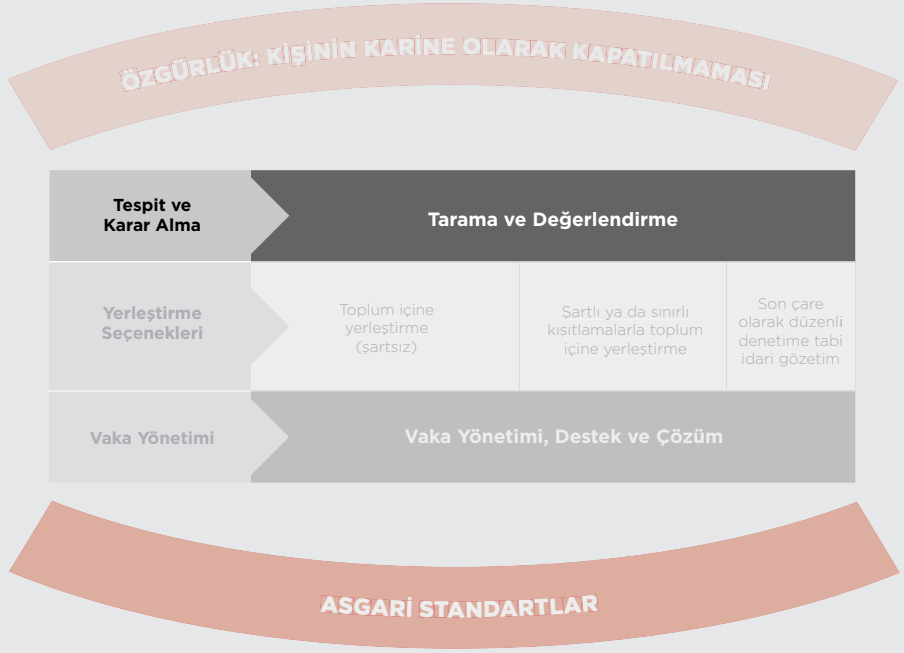 ÖZGÜRLÜK: KİŞİNİN KARİNE OLARAK KAPATILMAMASI
Tespit ve
Karar Alma
Tarama ve Değerlendirme
Yerleştirme
Seçenekleri
Toplum içine
yerleştirme
(şartsız)
Şartlı ya da sınırlı
kısıtlamalarla toplum
içine yerleştirme
Son çare
olarak düzenli
denetime tabi
idari gözetim
Vaka Yönetimi
Vaka Yönetimi, Destek ve Çözüm
ASGARİ STANDARTLAR